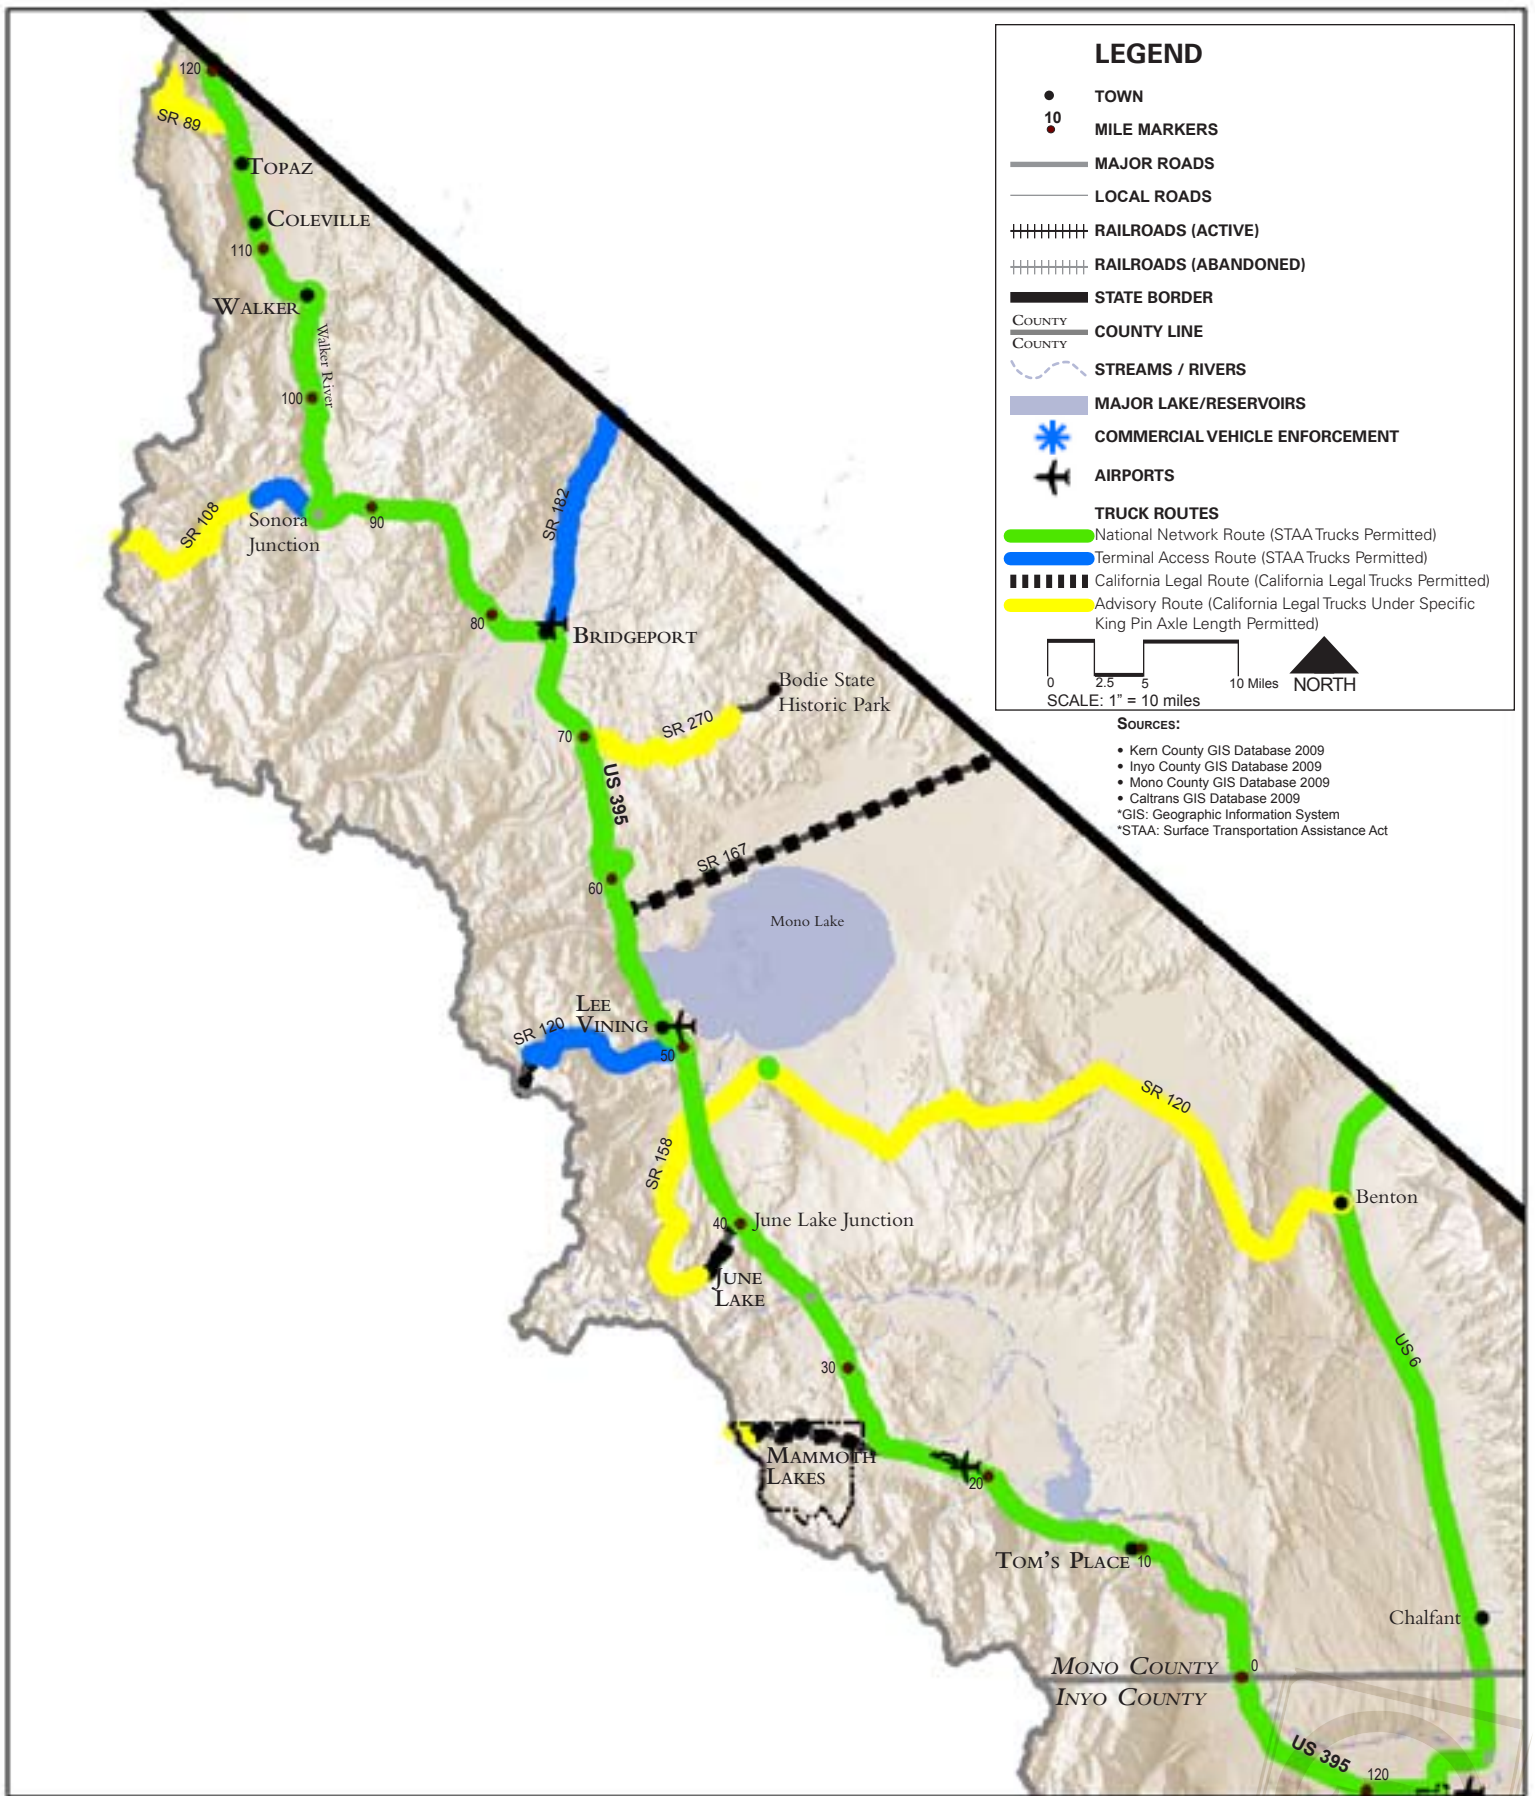 LEGEND
TOWN
10
MILE MARKERS
MAJOR ROADS
LOCAL ROADS
RAILROADS (ACTIVE)
RAILROADS (ABANDONED)
STATE BORDER
COUNTY
COUNTY LINE
COUNTY
STREAMS / RIVERS
MAJOR LAKE/RESERVOIRS
COMMERCIAL VEHICLE ENFORCEMENT
AIRPORTS
TRUCK ROUTES
National Network Route (STAA Trucks Permitted)
Terminal Access Route (STAA Trucks Permitted)
California Legal Route (California Legal Trucks Permitted)
Advisory Route (California Legal Trucks Under Specific
King Pin Axle Length Permitted)
0 2.5 5 10 Miles
NORTH
SCALE: 1" = 10 miles
SOURCES:
• Kern County GIS Database 2009
• Inyo County GIS Database 2009
• Mono County GIS Database 2009
• Caltrans GIS Database 2009
*GIS: Geographic Information System
*STAA: Surface Transportation Assistance Act
120
SR 89
TOPAZ
COLEVILLE
110
WALKER
Walker River
100
SR 182
SR 108
Sonora
Junction
90
80
BRIDGEPORT
Bodie State
Historic Park
SR 270
70
US 395
SR 167
60
Mono Lake
LEE
VINING
SR 120
50
SR 120
SR 158
Benton
40
June Lake Junction
JUNE
LAKE
US 6
30
MAMMOTH
LAKES
20
TOM'S PLACE
10
Chalfant
MONO COUNTY
0
INYO COUNTY
US 395
120